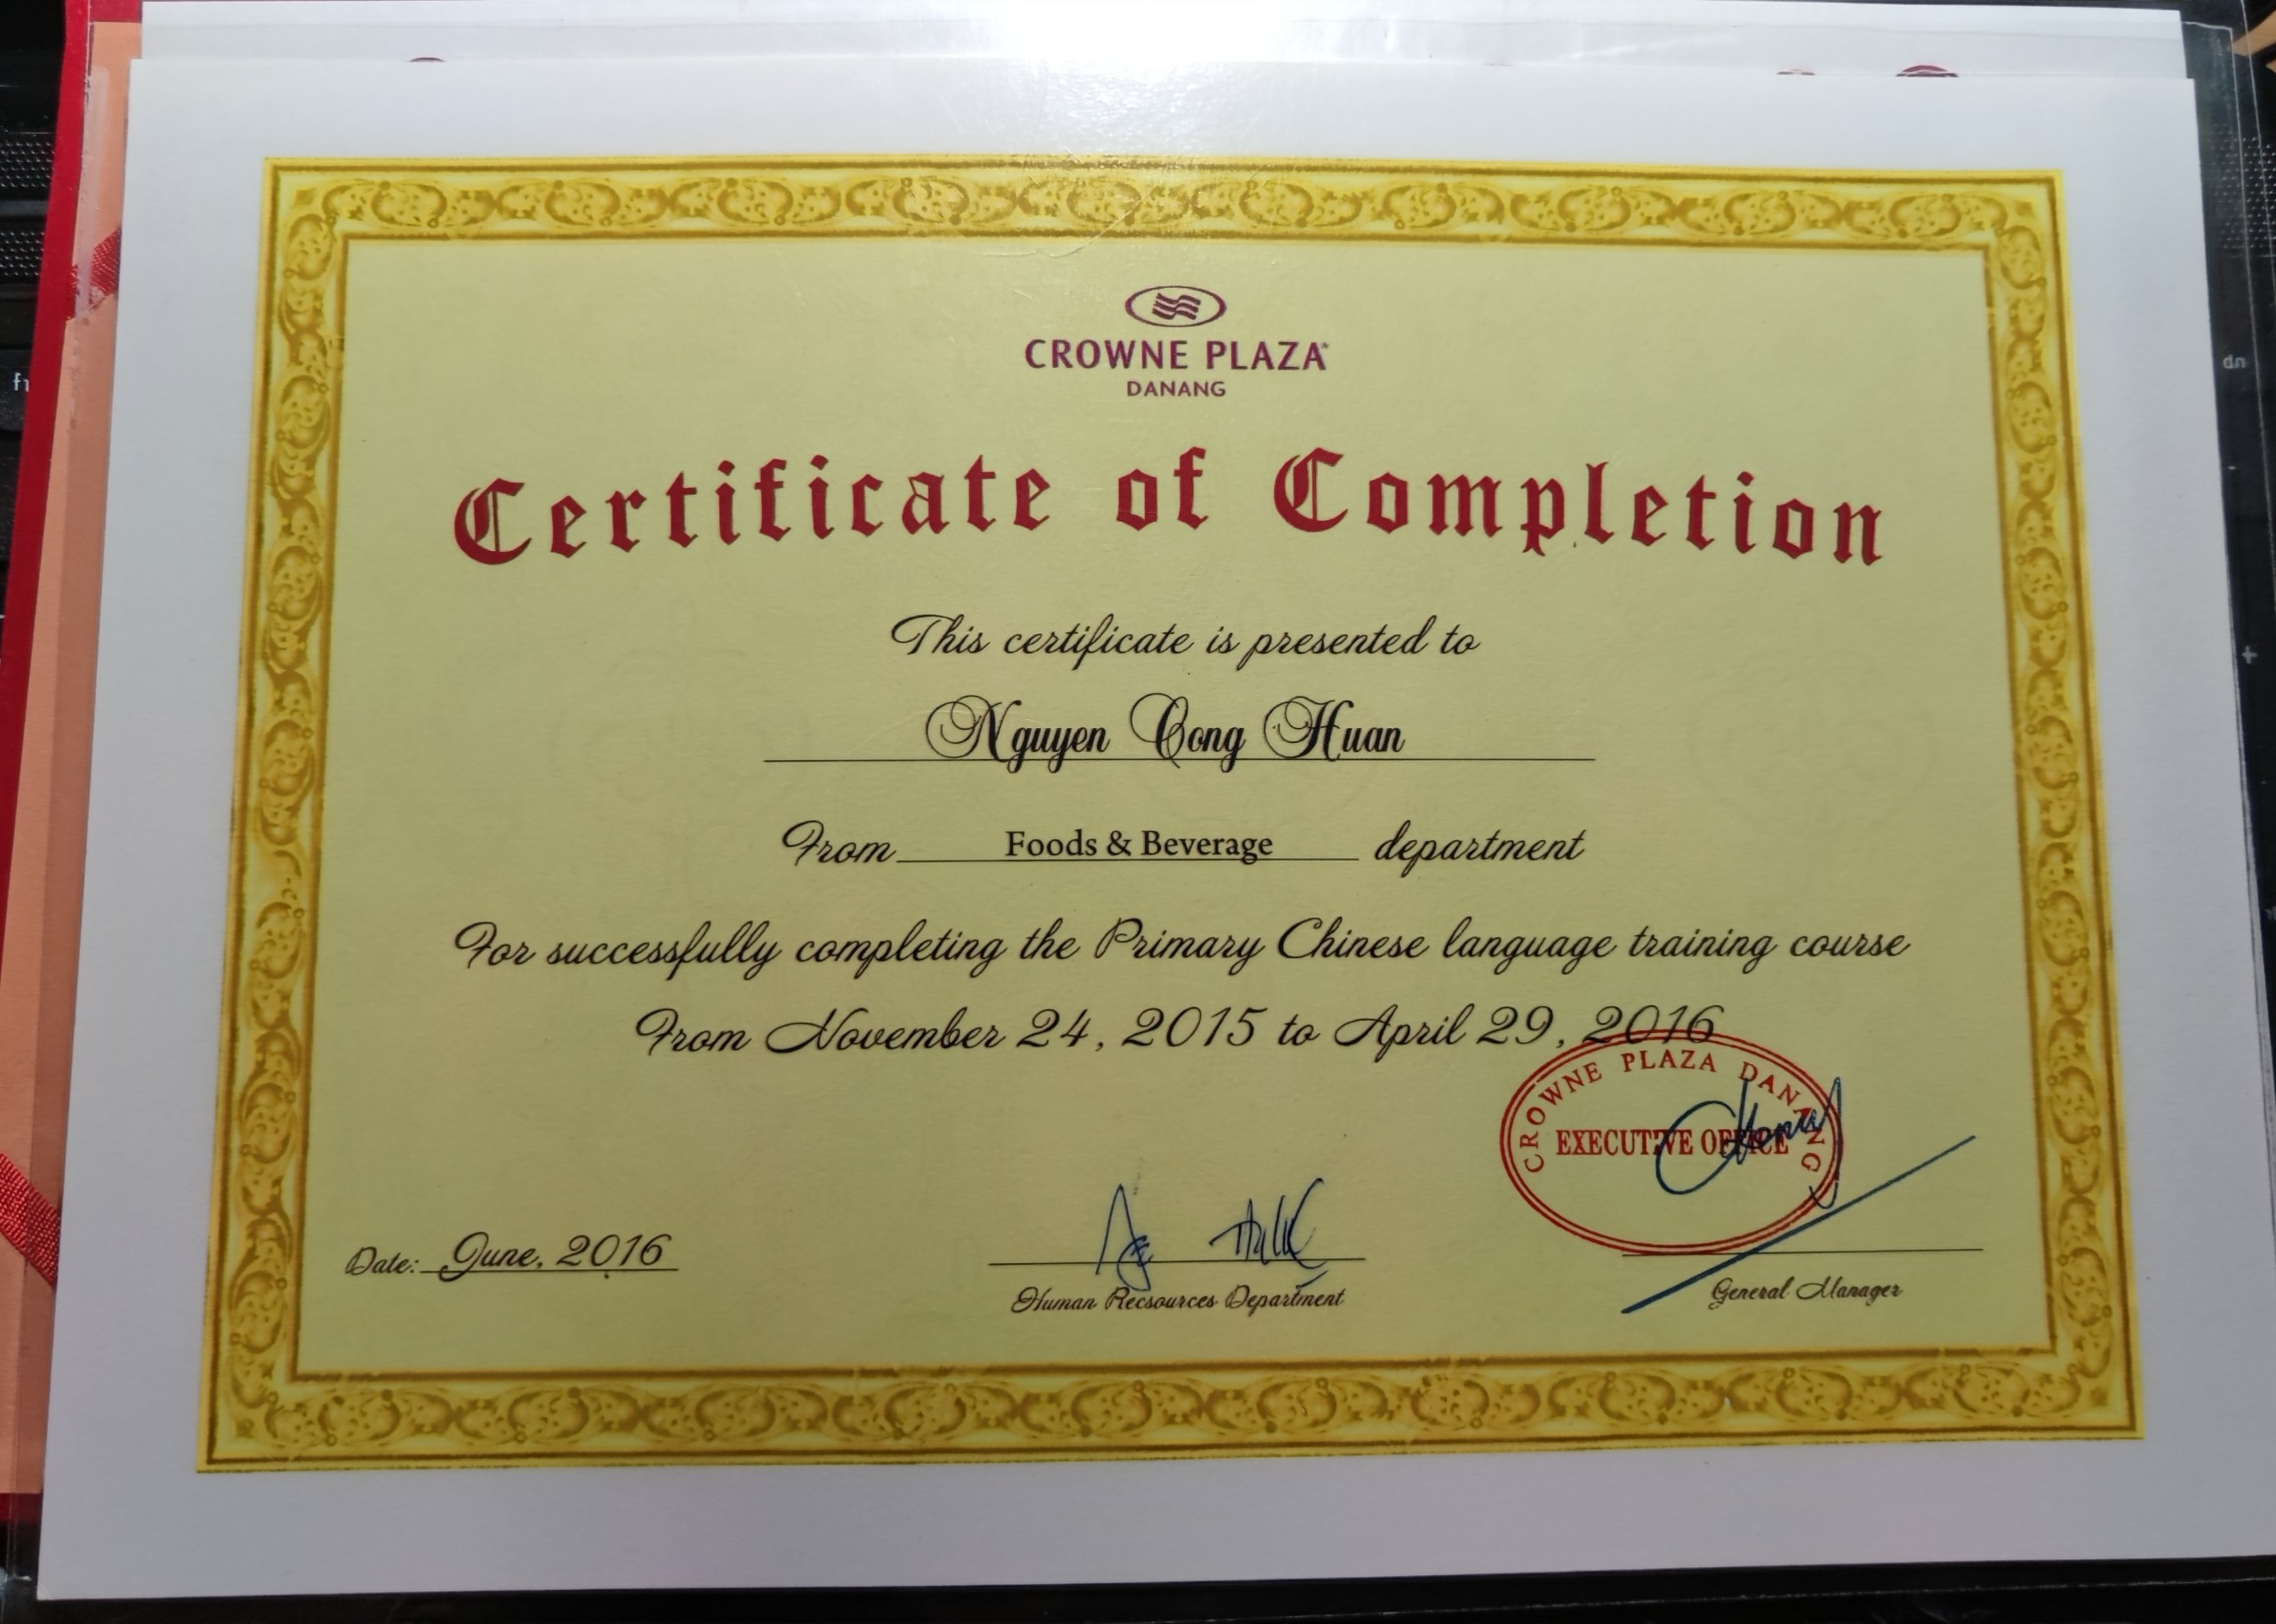 CROWNE PLAZA
DANANG
Certificate of Completion
This certificate is presented to
Nguyen Cong Huan
From Foods & Beverage department
For successfully completing the Primary Chinese language training course
From November 24, 2015 to April 29, 2016
CROWNE PLAZA DANANG
EXECUTIVE OFFICE
Date: June, 2016
Human Recsources Department
General Manager